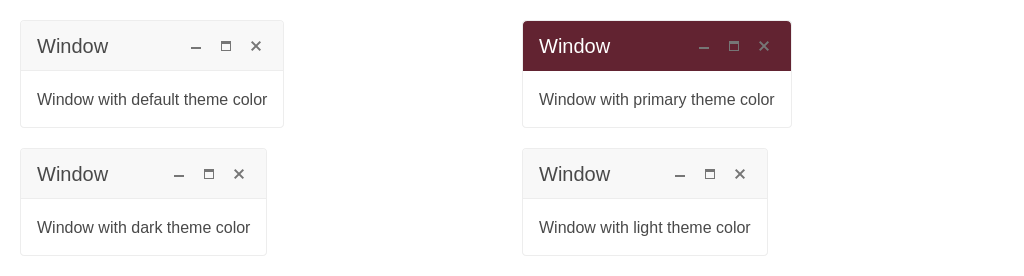 Window
Window with default theme color
Window
Window with primary theme color
Window
Window with dark theme color
Window
Window with light theme color